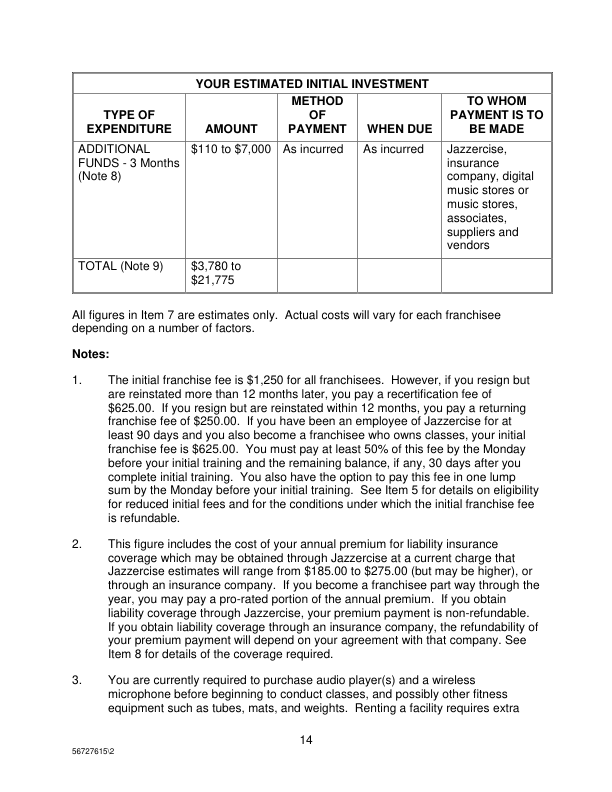 YOUR ESTIMATED INITIAL INVESTMENT
TYPE OF EXPENDITURE
AMOUNT
METHOD OF PAYMENT
WHEN DUE
TO WHOM PAYMENT IS TO BE MADE
ADDITIONAL
FUNDS - 3 Months
(Note 8)
$110 to $7,000
As incurred
As incurred
Jazzercise,
insurance
company, digital
music stores or
music stores,
associates,
suppliers and
vendors
TOTAL (Note 9)
$3,780 to
$21,775
All figures in Item 7 are estimates only.  Actual costs will vary for each franchisee
depending on a number of factors.
Notes:
1. The initial franchise fee is $1,250 for all franchisees.  However, if you resign but
are reinstated more than 12 months later, you pay a recertification fee of
$625.00.  If you resign but are reinstated within 12 months, you pay a returning
franchise fee of $250.00.  If you have been an employee of Jazzercise for at
least 90 days and you also become a franchisee who owns classes, your initial
franchise fee is $625.00.  You must pay at least 50% of this fee by the Monday
before your initial training and the remaining balance, if any, 30 days after you
complete initial training.  You also have the option to pay this fee in one lump
sum by the Monday before your initial training.  See Item 5 for details on eligibility
for reduced initial fees and for the conditions under which the initial franchise fee
is refundable.
2. This figure includes the cost of your annual premium for liability insurance
coverage which may be obtained through Jazzercise at a current charge that
Jazzercise estimates will range from $185.00 to $275.00 (but may be higher), or
through an insurance company.  If you become a franchisee part way through the
year, you may pay a pro-rated portion of the annual premium.  If you obtain
liability coverage through Jazzercise, your premium payment is non-refundable.
If you obtain liability coverage through an insurance company, the refundability of
your premium payment will depend on your agreement with that company. See
Item 8 for details of the coverage required.
3. You are currently required to purchase audio player(s) and a wireless
microphone before beginning to conduct classes, and possibly other fitness
equipment such as tubes, mats, and weights.  Renting a facility requires extra
14
56727615\2